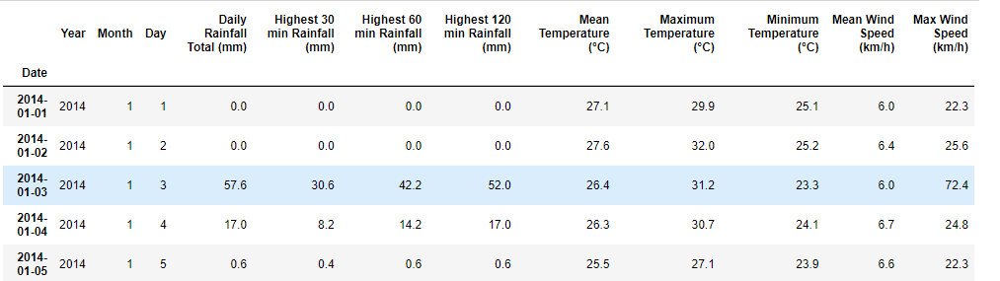 Year Month Day Daily Rainfall Total (mm) Highest 30 min Rainfall (mm) Highest 60 min Rainfall (mm) Highest 120 min Rainfall (mm) Mean Temperature (°C) Maximum Temperature (°C) Minimum Temperature (°C) Mean Wind Speed (km/h) Max Wind Speed (km/h)
Date
2014-01-01 2014 1 1 0.0 0.0 0.0 0.0 27.1 29.9 25.1 6.0 22.3
2014-01-02 2014 1 2 0.0 0.0 0.0 0.0 27.6 32.0 25.2 6.4 25.6
2014-01-03 2014 1 3 57.6 30.6 42.2 52.0 26.4 31.2 23.3 6.0 72.4
2014-01-04 2014 1 4 17.0 8.2 14.2 17.0 26.3 30.7 24.1 6.7 24.8
2014-01-05 2014 1 5 0.6 0.4 0.6 0.6 25.5 27.1 23.9 6.6 22.3